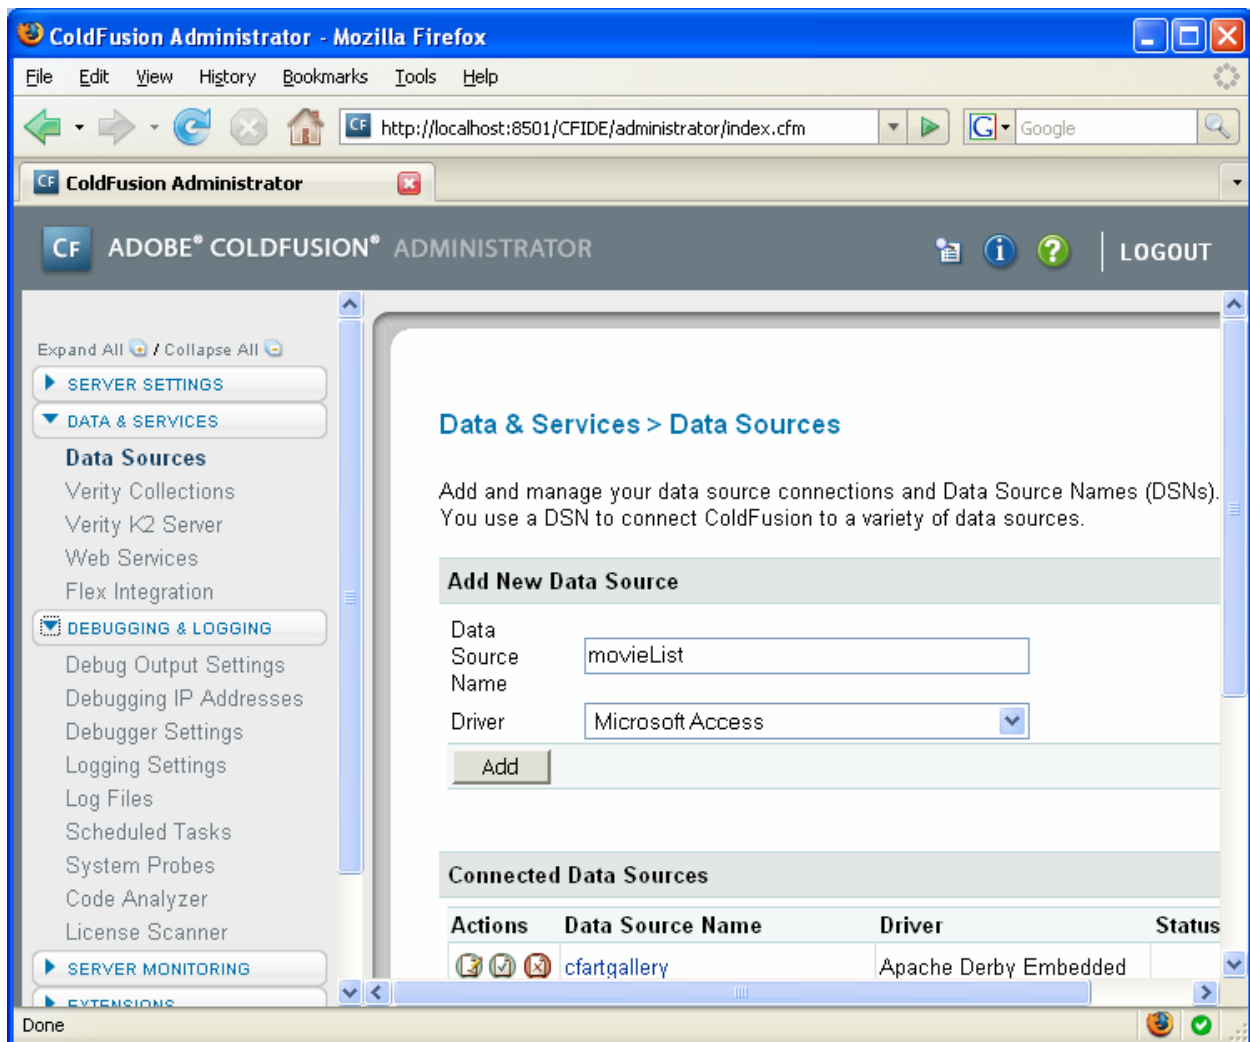 ColdFusion Administrator - Mozilla Firefox
File Edit View History Bookmarks Tools Help
CF http://localhost:8501/CFIDE/administrator/index.cfm G Google
CF ColdFusion Administrator
CF ADOBE® COLDFUSION® ADMINISTRATOR LOGOUT
Expand All / Collapse All
SERVER SETTINGS
DATA & SERVICES
Data Sources
Verity Collections
Verity K2 Server
Web Services
Flex Integration
DEBUGGING & LOGGING
Debug Output Settings
Debugging IP Addresses
Debugger Settings
Logging Settings
Log Files
Scheduled Tasks
System Probes
Code Analyzer
License Scanner
SERVER MONITORING
EXTENSIONS
Data & Services > Data Sources
Add and manage your data source connections and Data Source Names (DSNs).
You use a DSN to connect ColdFusion to a variety of data sources.
Add New Data Source
Data
Source
Name
movieList
Driver Microsoft Access
Add
Connected Data Sources
Actions Data Source Name Driver Status
cfartgallery Apache Derby Embedded
Done